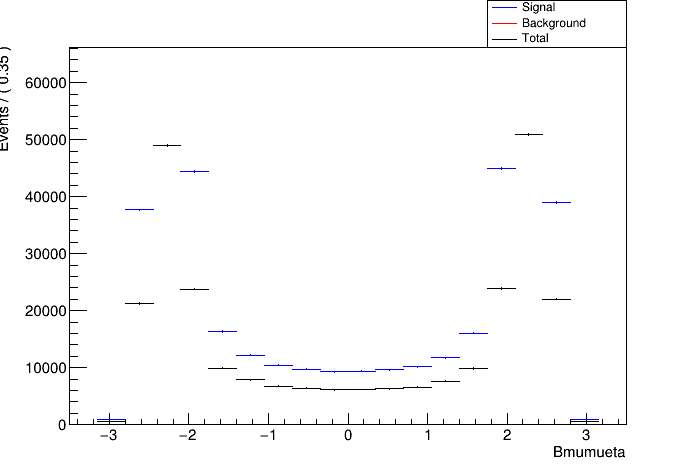 Signal
Background
Total
Events / ( 0.35 )
60000
50000
40000
30000
20000
10000
0
−3 −2 −1 0 1 2 3
Bmumueta